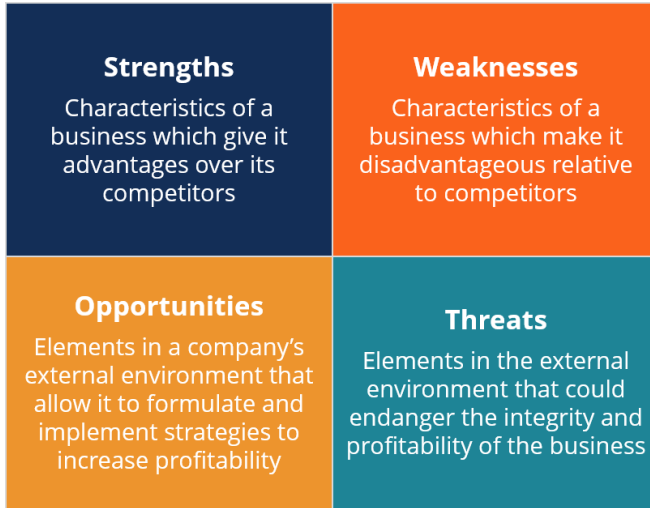 Strengths
Characteristics of a
business which give it
advantages over its
competitors
Weaknesses
Characteristics of a
business which make it
disadvantageous relative
to competitors
Opportunities
Elements in a company's
external environment that
allow it to formulate and
implement strategies to
increase profitability
Threats
Elements in the external
environment that could
endanger the integrity and
profitability of the business